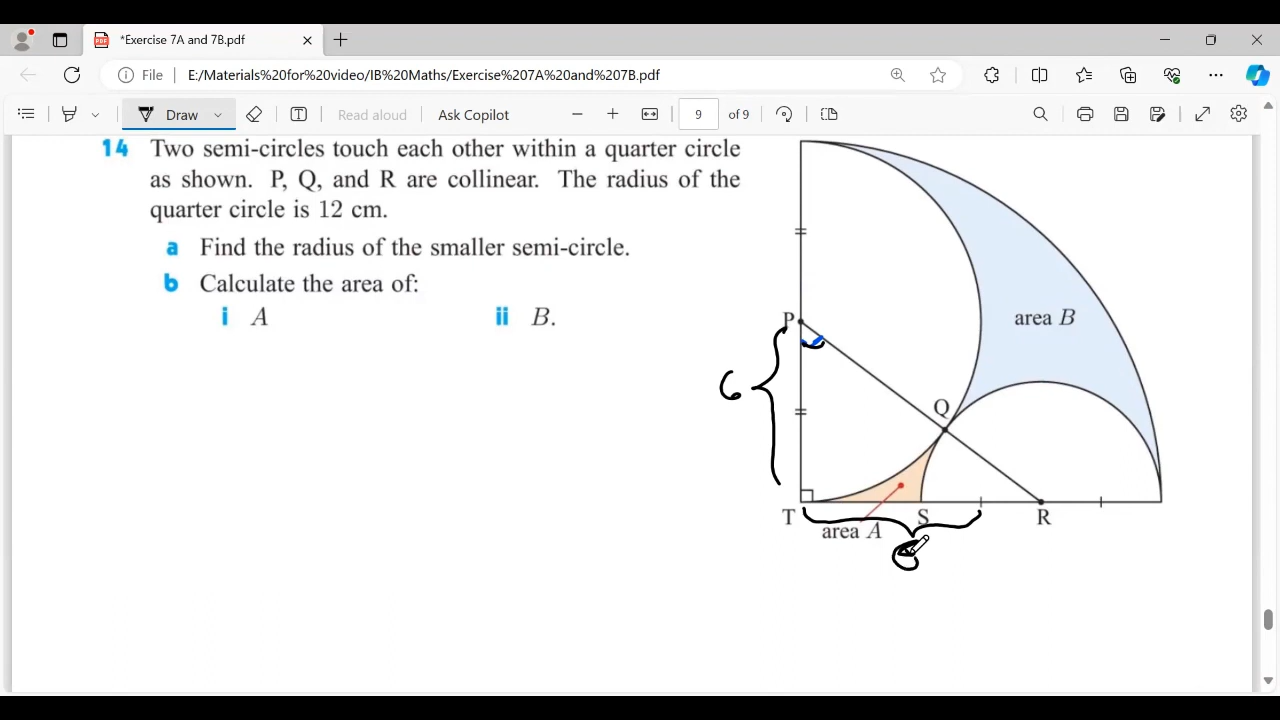 *Exercise 7A and 7B.pdf
File | E:/Materials%20for%20video/IB%20Maths/Exercise%207A%20and%207B.pdf
Draw
Read aloud
Ask Copilot
9 of 9
14 Two semi-circles touch each other within a quarter circle
as shown. P, Q, and R are collinear. The radius of the
quarter circle is 12 cm.
a Find the radius of the smaller semi-circle.
b Calculate the area of:
i A ii B.
area B
P
6
Q
T S R
area A
8